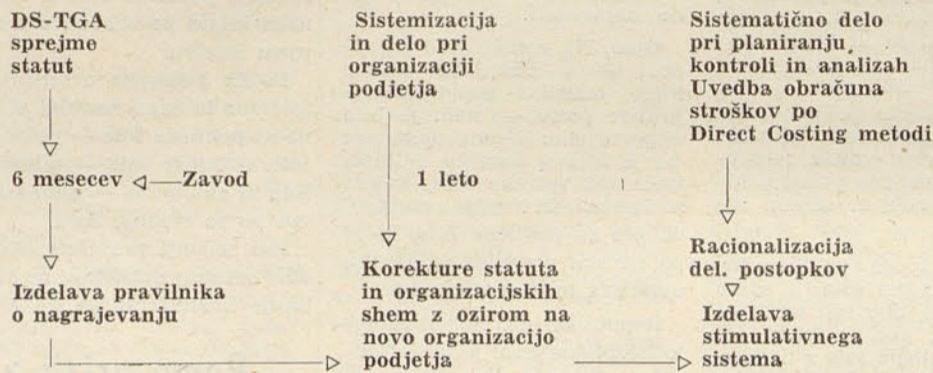 DS-TGA
sprejme
statut
6 mesecev
Zavod
Izdelava pravilnika
o nagrajevanju
Sistemizacija
in delo pri
organizaciji
podjetja
1 leto
Korekture statuta
in organizacijskih
shem z ozirom na
novo organizacijo
podjetja
Sistematično delo
pri planiranju,
kontroli in analizah
Uvedba obračuna
stroškov po
Direct Costing metodi
Racionalizacija
del. postopkov
Izdelava
stimulativnega
sistema